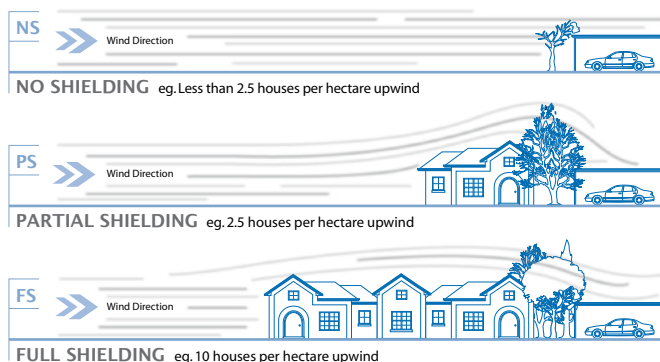 NS
Wind Direction
NO SHIELDING eg. Less than 2.5 houses per hectare upwind
PS
Wind Direction
PARTIAL SHIELDING eg. 2.5 houses per hectare upwind
FS
Wind Direction
FULL SHIELDING eg. 10 houses per hectare upwind